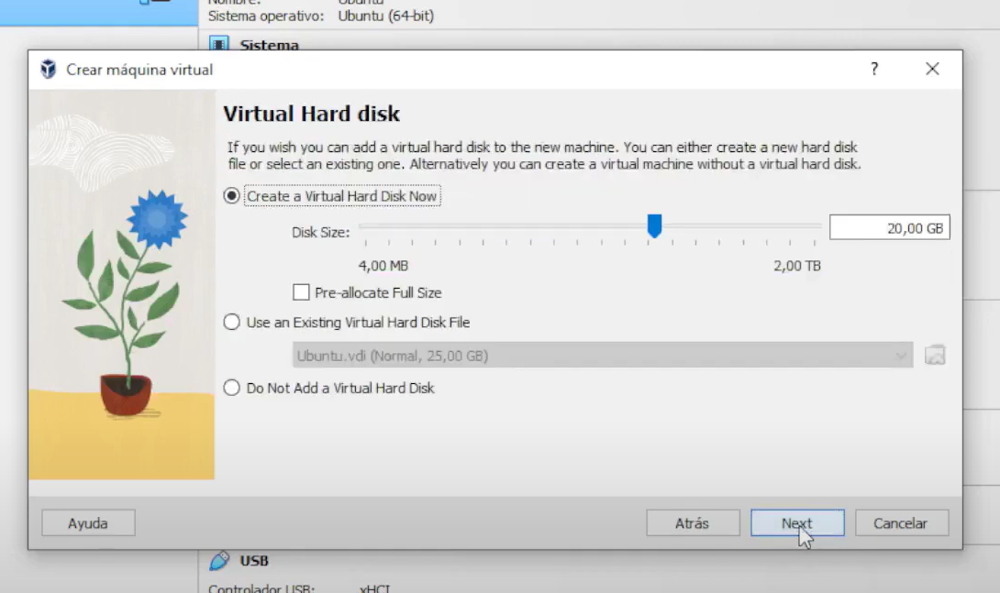 Nombre: Ubuntu
Sistema operativo: Ubuntu (64-bit)
Sistema
Crear máquina virtual
?
Virtual Hard disk
If you wish you can add a virtual hard disk to the new machine. You can either create a new hard disk
file or select an existing one. Alternatively you can create a virtual machine without a virtual hard disk.
Create a Virtual Hard Disk Now
Disk Size:
20,00 GB
4,00 MB
2,00 TB
Pre-allocate Full Size
Use an Existing Virtual Hard Disk File
Ubuntu.vdi (Normal, 25,00 GB)
Do Not Add a Virtual Hard Disk
Ayuda
Atrás
Next
Cancelar
USB
Controlador USB: xHCI